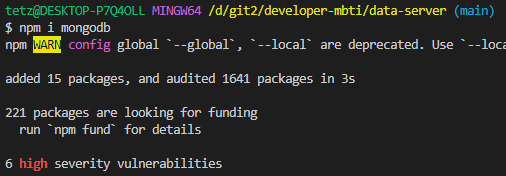 tetz@DESKTOP-P7Q4OLL MINGW64 /d/git2/developer-mbti/data-server (main)
$ npm i mongodb
npm WARN config global `--global`, `--local` are deprecated. Use `--loca
added 15 packages, and audited 1641 packages in 3s
221 packages are looking for funding
run `npm fund` for details
6 high severity vulnerabilities